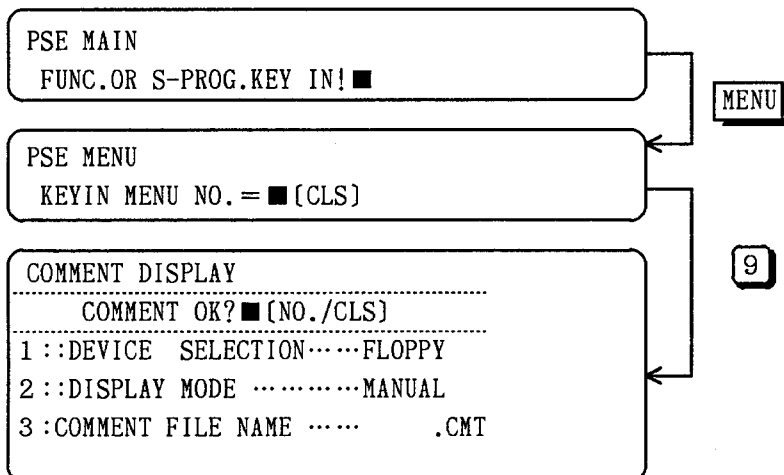 PSE MAIN
FUNC.OR S-PROG.KEY IN!■
MENU
PSE MENU
KEYIN MENU NO.=■[CLS]
9
COMMENT DISPLAY
COMMENT OK?■[NO./CLS]
1::DEVICE SELECTION……FLOPPY
2::DISPLAY MODE …………MANUAL
3:COMMENT FILE NAME …… .CMT